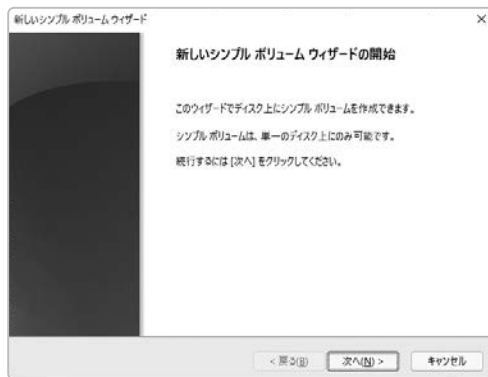 新しいシンプル ボリューム ウィザード
新しいシンプル ボリューム ウィザードの開始
このウィザードでディスク上にシンプル ボリュームを作成できます。
シンプル ボリュームは、単一のディスク上にのみ可能です。
続行するには [次へ] をクリックしてください。
< 戻る(B) 次へ(N) > キャンセル